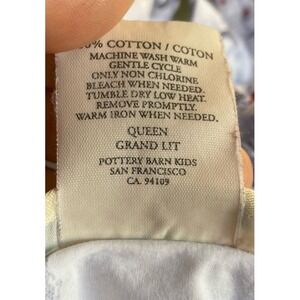 % COTTON / COTON
MACHINE WASH WARM
GENTLE CYCLE
ONLY NON CHLORINE
BLEACH WHEN NEEDED.
TUMBLE DRY LOW HEAT.
REMOVE PROMPTLY.
WARM IRON WHEN NEEDED.
QUEEN
GRAND LIT
POTTERY BARN KIDS
SAN FRANCISCO
CA. 94109